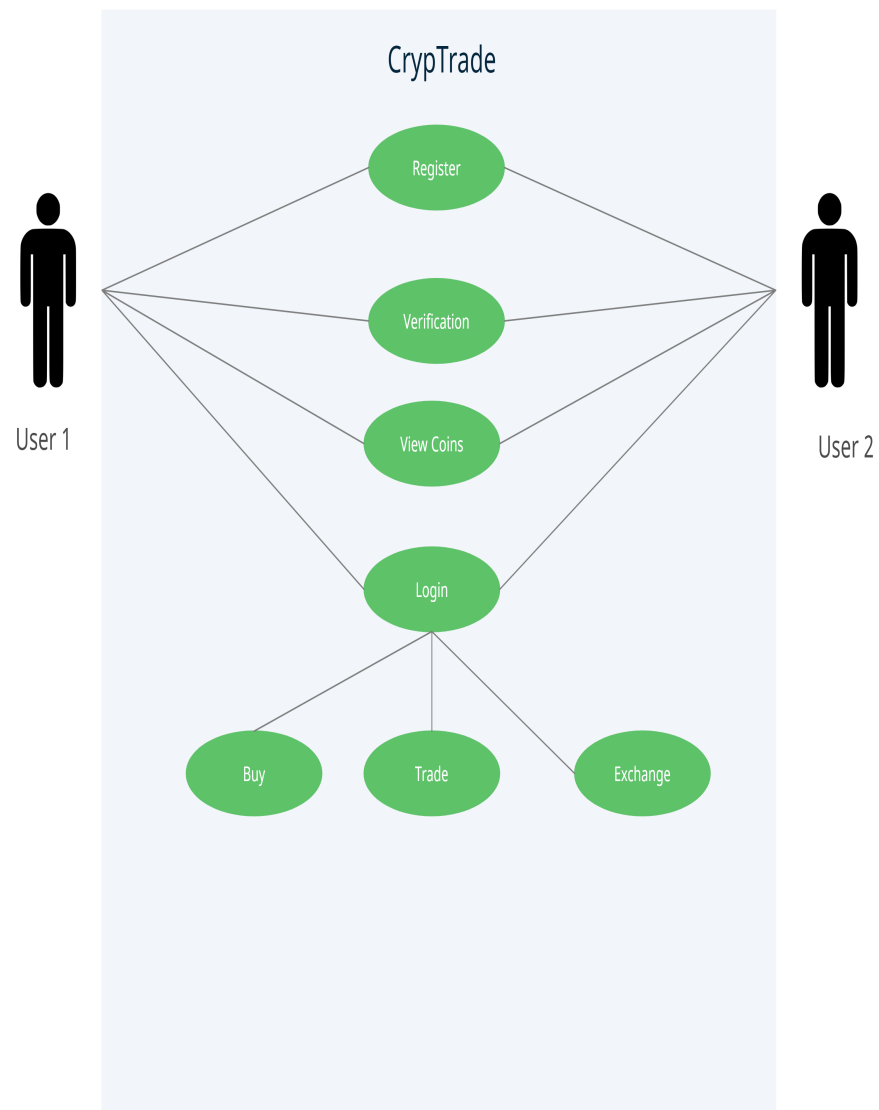 CrypTrade
Register
Verification
View Coins
User 1
User 2
Login
Buy
Trade
Exchange